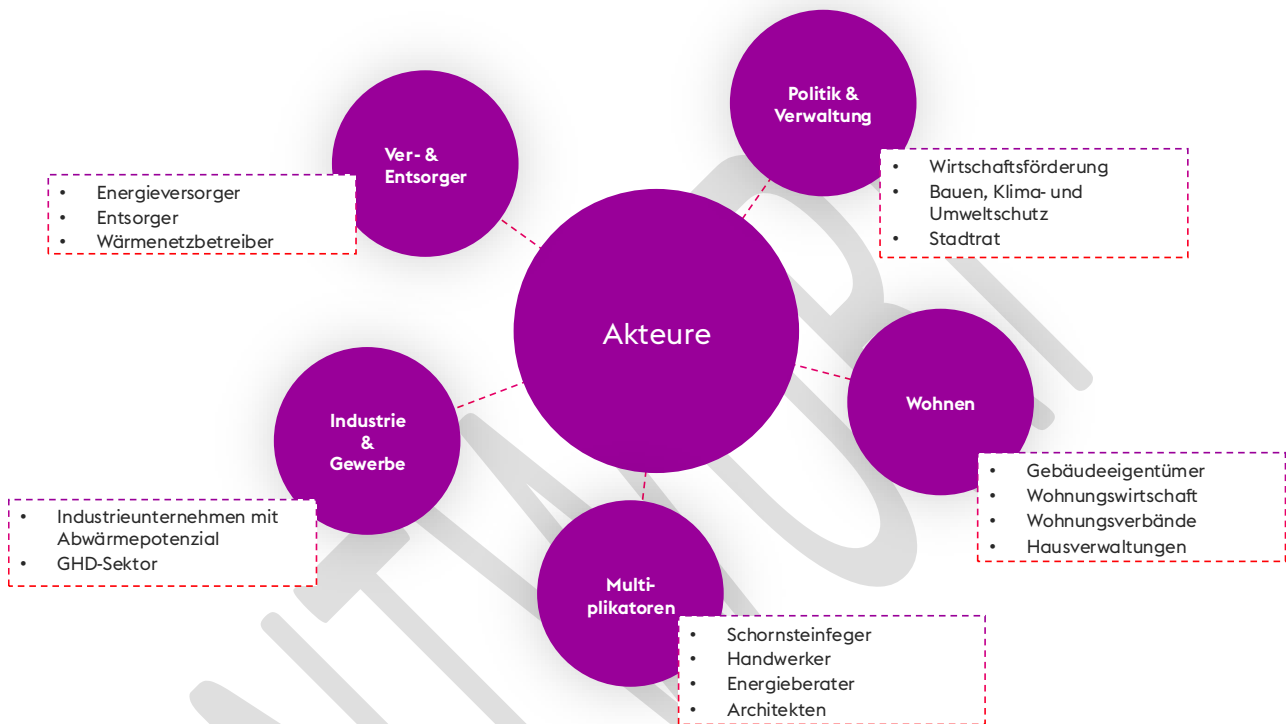 Politik &
Verwaltung
• Wirtschaftsförderung
• Bauen, Klima- und
Umweltschutz
• Stadtrat
Ver- &
Entsorger
• Energieversorger
• Entsorger
• Wärmenetzbetreiber
Akteure
Wohnen
• Gebäudeeigentümer
• Wohnungswirtschaft
• Wohnungsverbände
• Hausverwaltungen
Industrie
&
Gewerbe
• Industrieunternehmen mit
Abwärmepotenzial
• GHD-Sektor
Multi-
plikatoren
• Schornsteinfeger
• Handwerker
• Energieberater
• Architekten